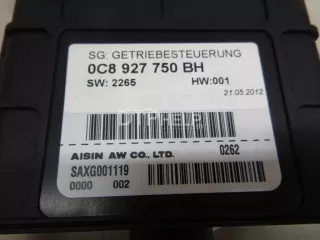 SG: GETRIEBESTEUERUNG
0C8 927 750 BH
SW: 2265 HW:001
21.05.2012
AISIN AW CO., LTD. 0262
SAXG001119
0000 002